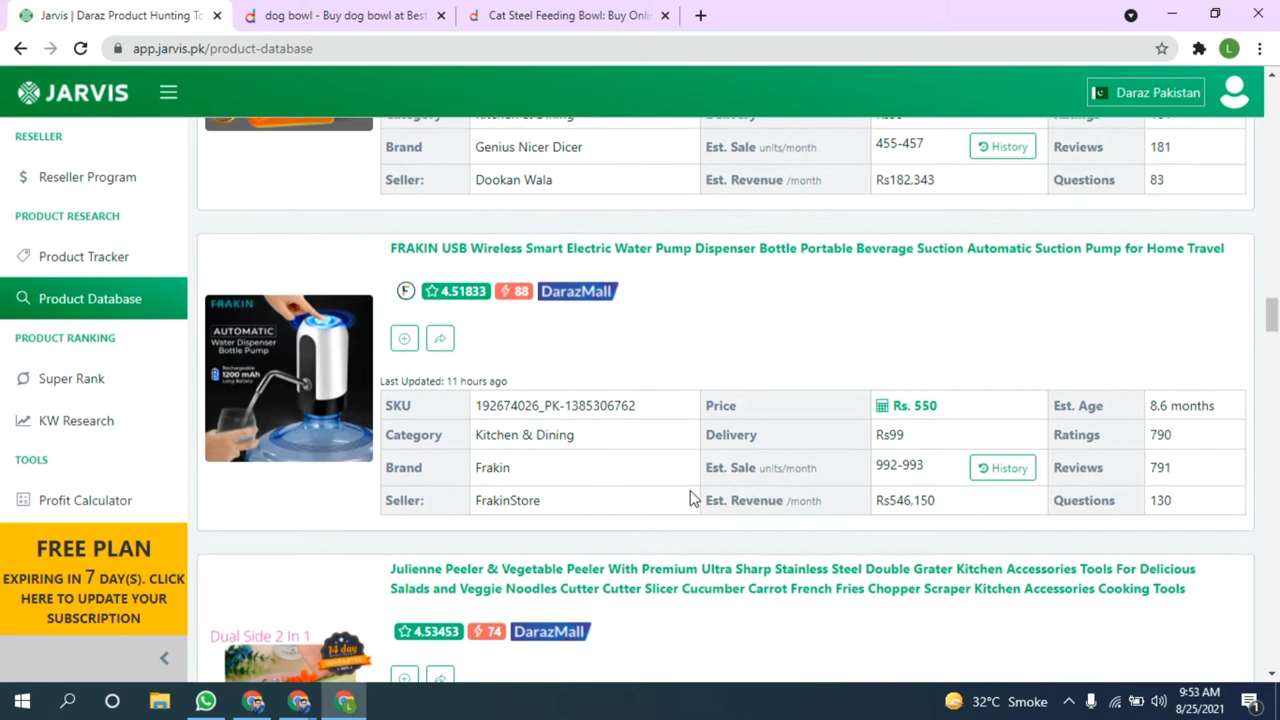 Jarvis | Daraz Product Hunting To
dog bowl - Buy dog bowl at Best
Cat Steel Feeding Bowl: Buy Onli
app.jarvis.pk/product-database
L
JARVIS
Daraz Pakistan
RESELLER
Reseller Program
PRODUCT RESEARCH
Product Tracker
Product Database
PRODUCT RANKING
Super Rank
KW Research
TOOLS
Profit Calculator
FREE PLAN
EXPIRING IN 7 DAY(S). CLICK
HERE TO UPDATE YOUR
SUBSCRIPTION
Brand Genius Nicer Dicer Est. Sale units/month 455-457 History Reviews 181
Seller: Dookan Wala Est. Revenue /month Rs182,343 Questions 83
FRAKIN USB Wireless Smart Electric Water Pump Dispenser Bottle Portable Beverage Suction Automatic Suction Pump for Home Travel
4.51833 88 DarazMall
FRAKIN
AUTOMATIC
Water Dispenser
Bottle Pump
Rechargeable
1200 mAh
Long Battery
Last Updated: 11 hours ago
SKU 192674026_PK-1385306762 Price Rs. 550 Est. Age 8.6 months
Category Kitchen & Dining Delivery Rs99 Ratings 790
Brand Frakin Est. Sale units/month 992-993 History Reviews 791
Seller: FrakinStore Est. Revenue /month Rs546,150 Questions 130
Julienne Peeler & Vegetable Peeler With Premium Ultra Sharp Stainless Steel Double Grater Kitchen Accessories Tools For Delicious
Salads and Veggie Noodles Cutter Cutter Slicer Cucumber Carrot French Fries Chopper Scraper Kitchen Accessories Cooking Tools
4.53453 74 DarazMall
Dual Side 2 In 1
14 day
32°C Smoke
9:53 AM
8/25/2021
1